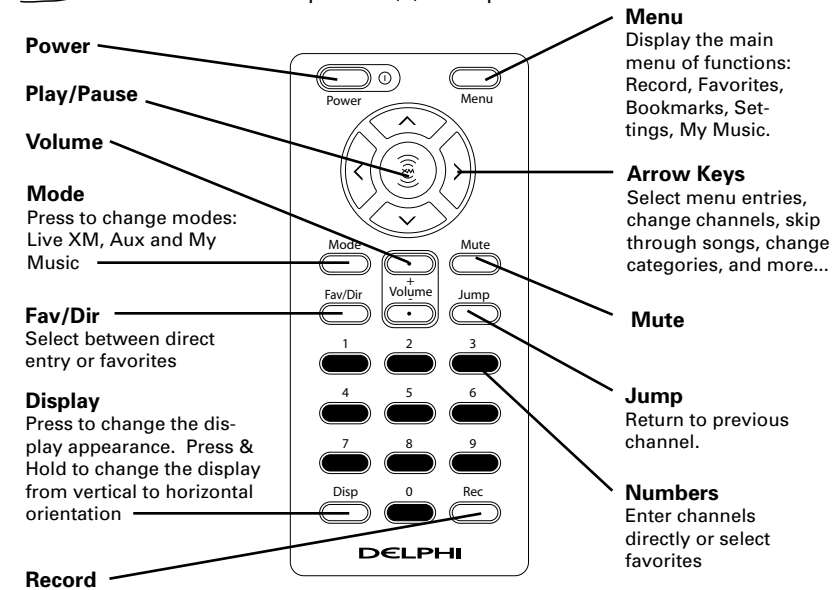 Power
Play/Pause
Volume
Mode
Press to change modes:
Live XM, Aux and My
Music
Fav/Dir
Select between direct
entry or favorites
Display
Press to change the dis-
play appearance.  Press &
Hold to change the display
from vertical to horizontal
orientation
Record
Power
Menu
XM
Mode
Mute
+
Volume
-
Fav/Dir
Jump
1 2 3
4 5 6
7 8 9
Disp 0 Rec
DELPHI
Menu
Display the main
menu of functions:
Record, Favorites,
Bookmarks, Set-
tings, My Music.
Arrow Keys
Select menu entries,
change channels, skip
through songs, change
categories, and more...
Mute
Jump
Return to previous
channel.
Numbers
Enter channels
directly or select
favorites